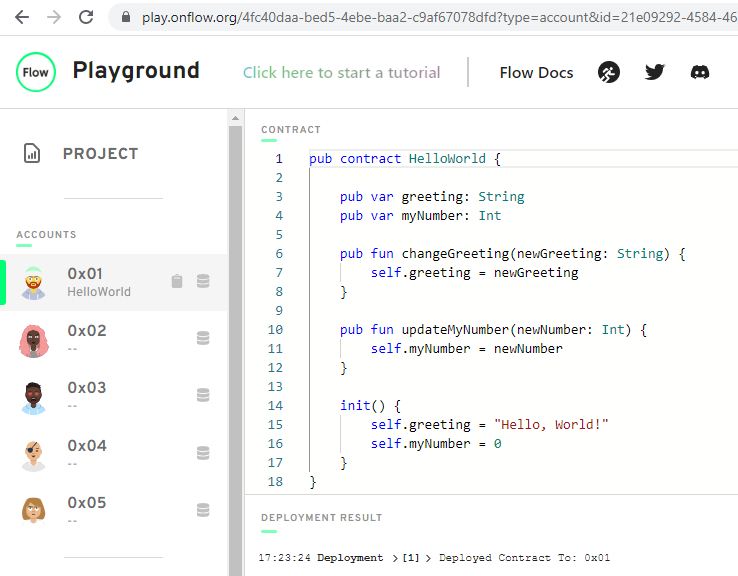 play.onflow.org/4fc40daa-bed5-4ebe-baa2-c9af67078dfd?type=account&id=21e09292-4584-46
Flow Playground Click here to start a tutorial Flow Docs
PROJECT
ACCOUNTS
0x01
HelloWorld
0x02
--
0x03
--
0x04
--
0x05
--
CONTRACT
1 pub contract HelloWorld {
2
3 pub var greeting: String
4 pub var myNumber: Int
5
6 pub fun changeGreeting(newGreeting: String) {
7 self.greeting = newGreeting
8 }
9
10 pub fun updateMyNumber(newNumber: Int) {
11 self.myNumber = newNumber
12 }
13
14 init() {
15 self.greeting = "Hello, World!"
16 self.myNumber = 0
17 }
18 }
DEPLOYMENT RESULT
17:23:24 Deployment > [1] > Deployed Contract To: 0x01